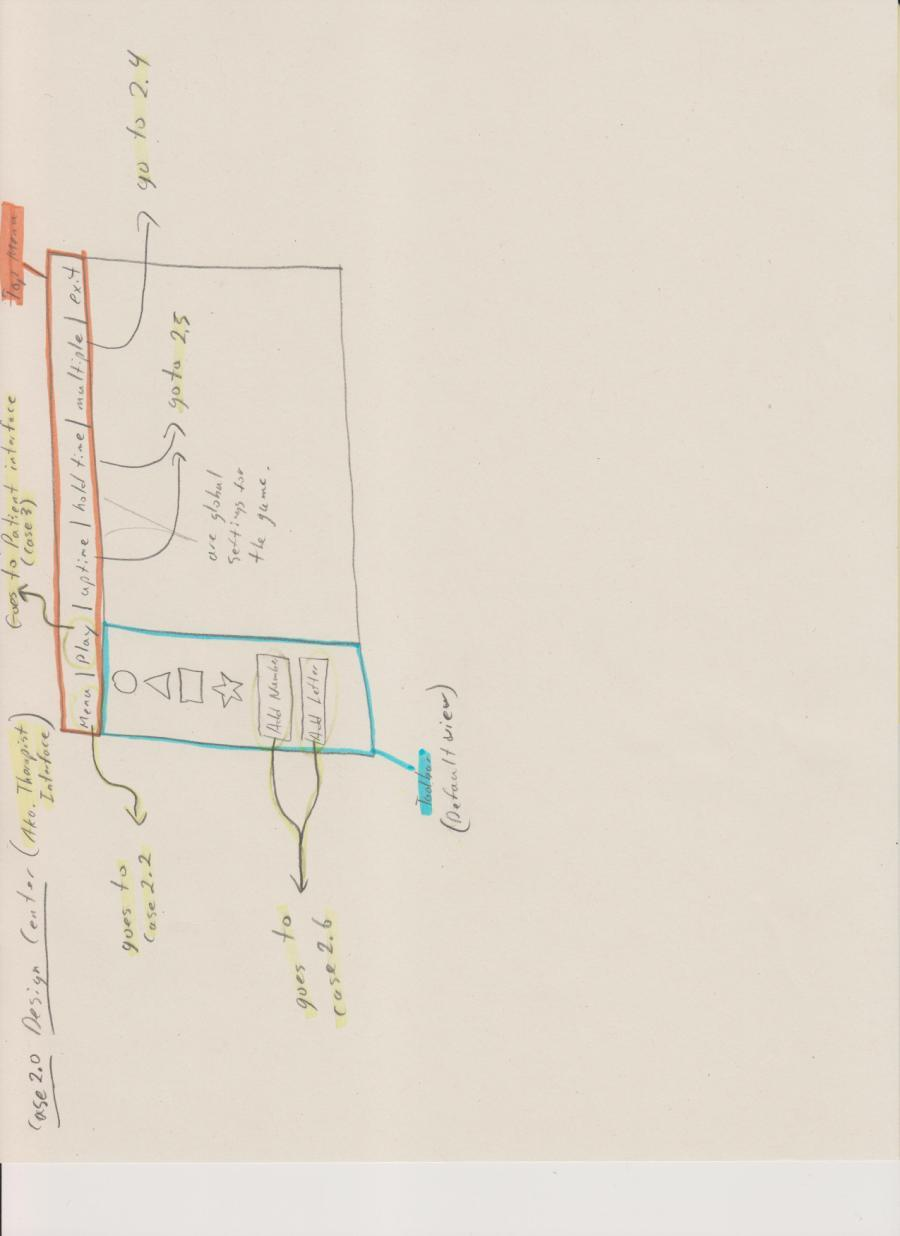 Case 2.0 Design Center (Aka. Therapist
Interface)
Goes to Patient interface
(case 3)
Top Menu
Menu | Play | uptime | hold time | multiple | exit
goes to
case 2.2
go to 2.5
go to 2.4
are global
settings for
the game.
Add Number
Add Letter
goes to
case 2.6
Toolbar
(Default view)